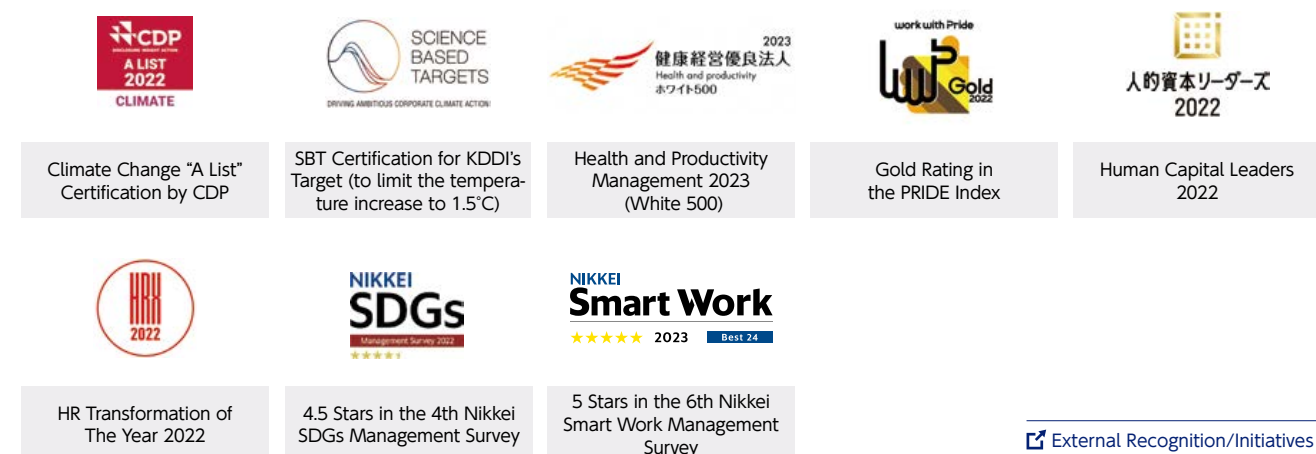 CDP
DISCLOSURE INSIGHT ACTION
A LIST
2022
CLIMATE
SCIENCE
BASED
TARGETS
DRIVING AMBITIOUS CORPORATE CLIMATE ACTION
2023
健康経営優良法人
Health and productivity
ホワイト500
work with Pride
Gold
2022
人的資本リーダーズ
2022
Climate Change “A List”
Certification by CDP
SBT Certification for KDDI’s
Target (to limit the tempera-
ture increase to 1.5˚C)
Health and Productivity
Management 2023
(White 500)
Gold Rating in
the PRIDE Index
Human Capital Leaders
2022
HRX
2022
NIKKEI
SDGs
Management Survey 2022
NIKKEI
Smart Work
★★★★★ 2023 Best 24
HR Transformation of
The Year 2022
4.5 Stars in the 4th Nikkei
SDGs Management Survey
5 Stars in the 6th Nikkei
Smart Work Management
Survey
External Recognition/Initiatives